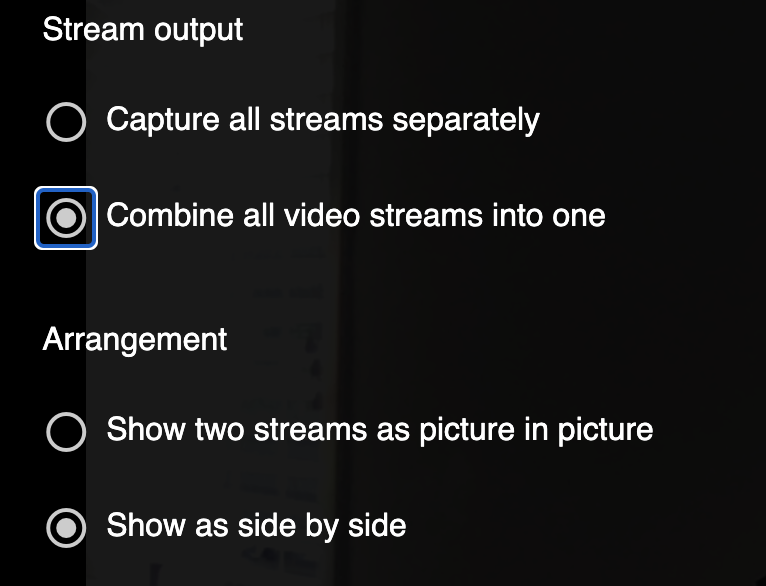 Stream output
Capture all streams separately
Combine all video streams into one
Arrangement
Show two streams as picture in picture
Show as side by side